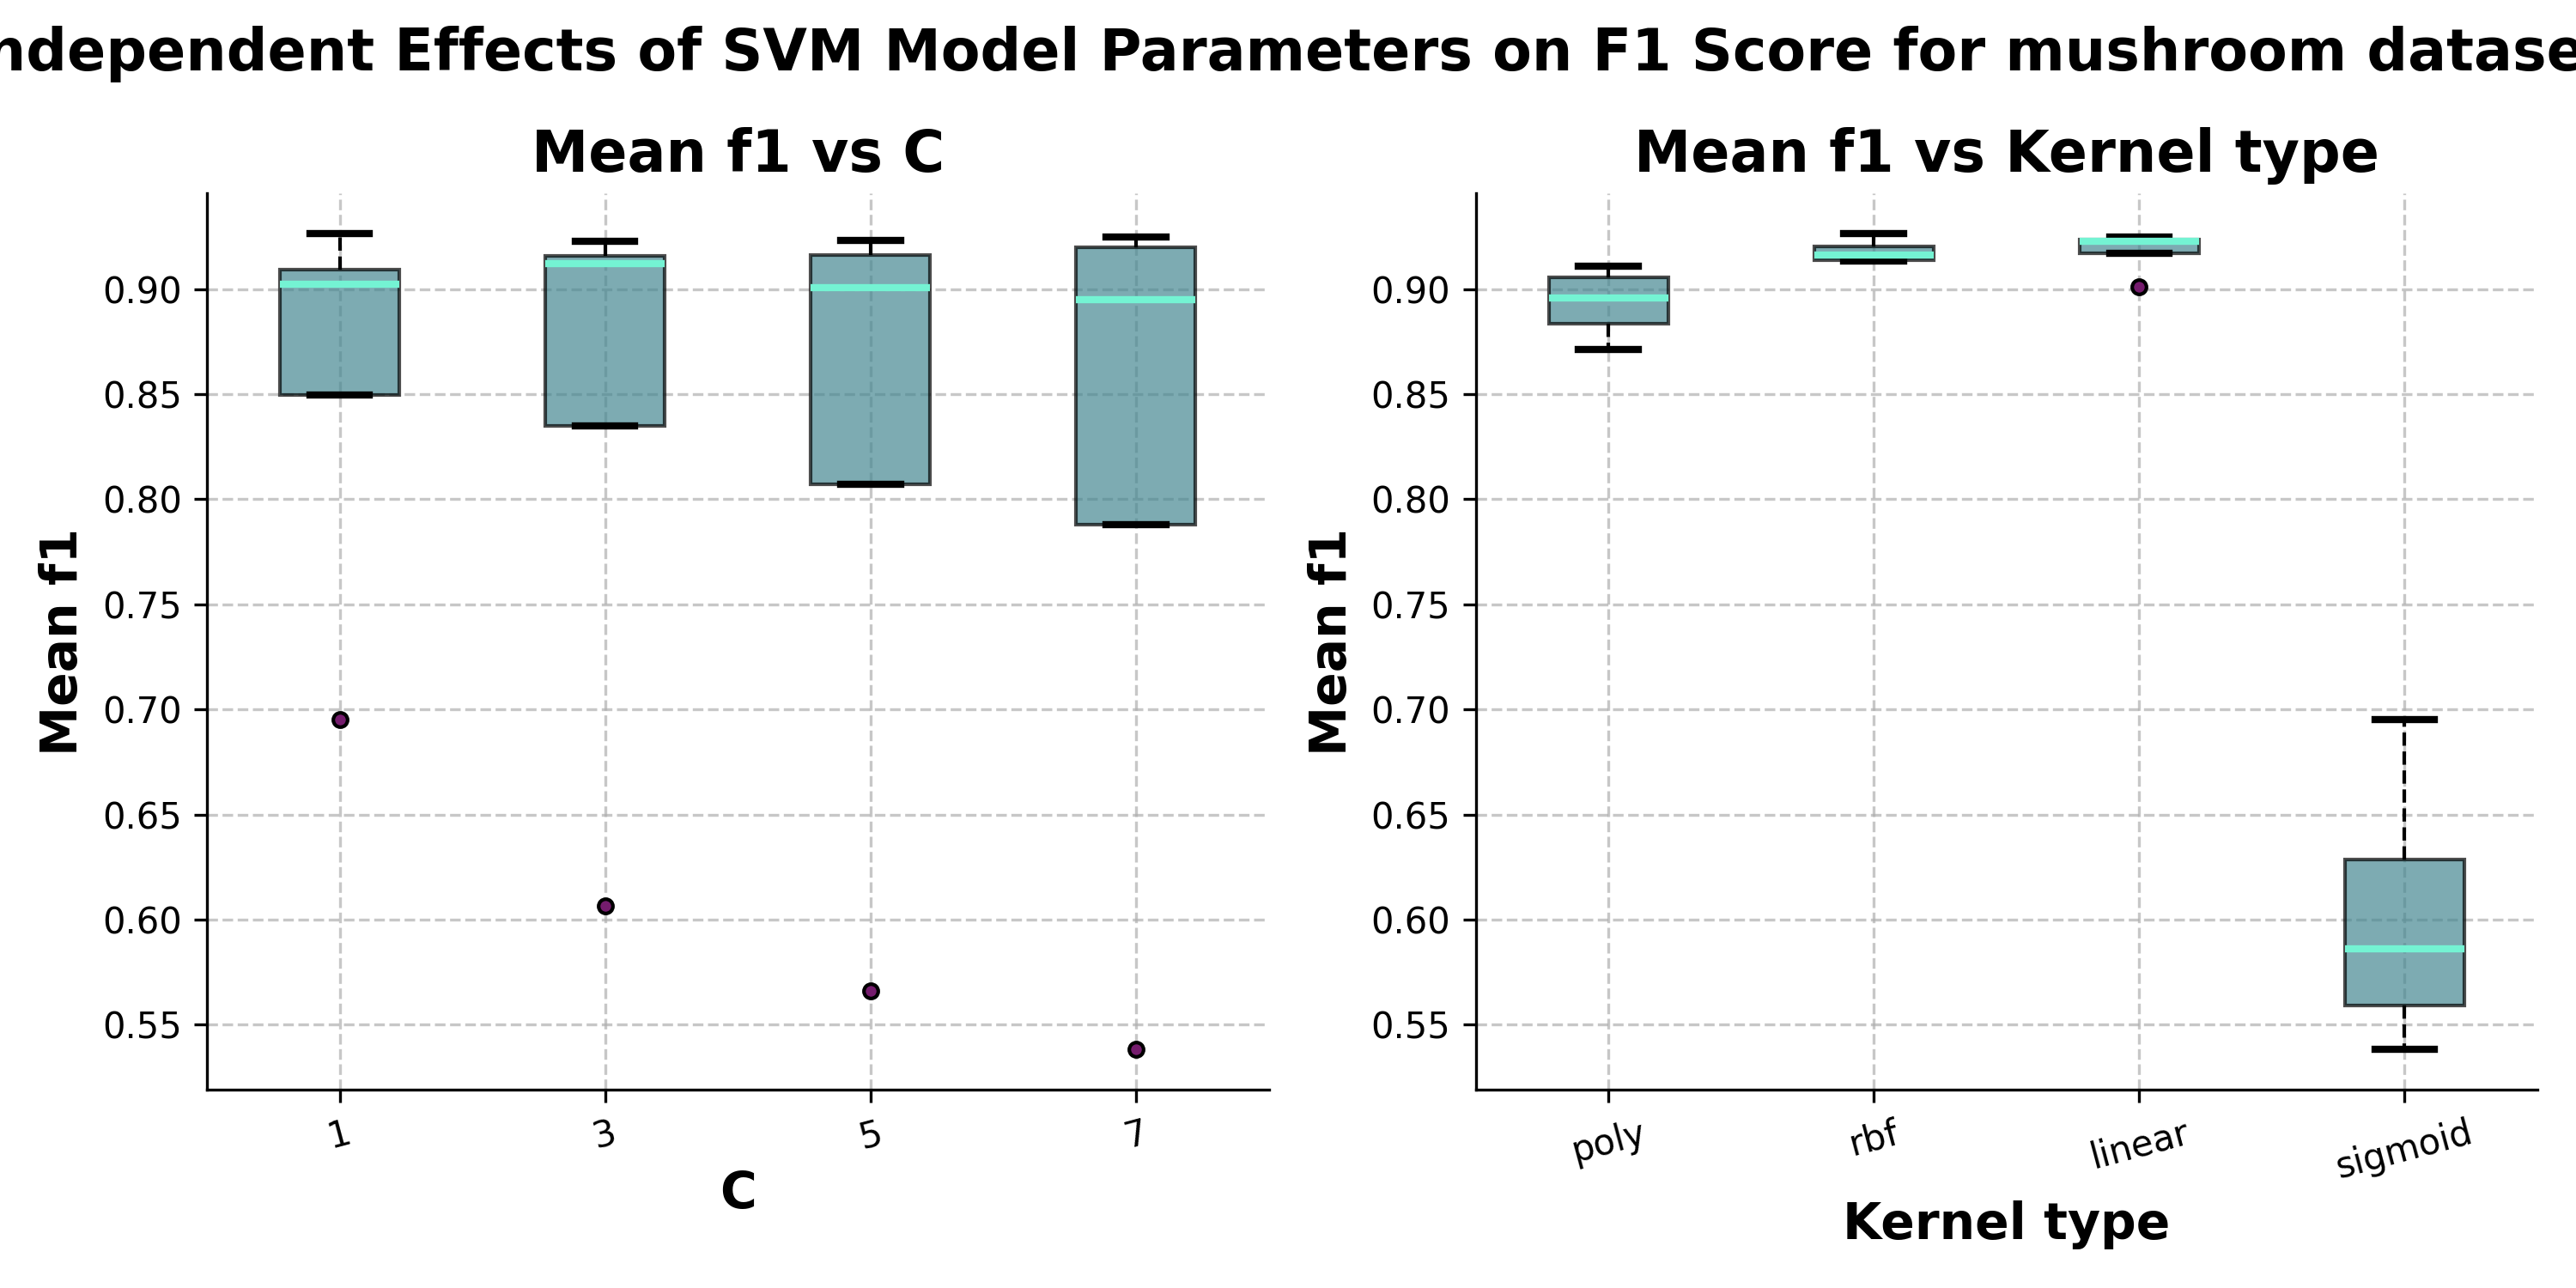 ndependent Effects of SVM Model Parameters on F1 Score for mushroom datase
Mean f1 vs C
Mean f1
0.90
0.85
0.80
0.75
0.70
0.65
0.60
0.55
1
3
5
7
C
Mean f1 vs Kernel type
Mean f1
0.90
0.85
0.80
0.75
0.70
0.65
0.60
0.55
poly
rbf
linear
sigmoid
Kernel type